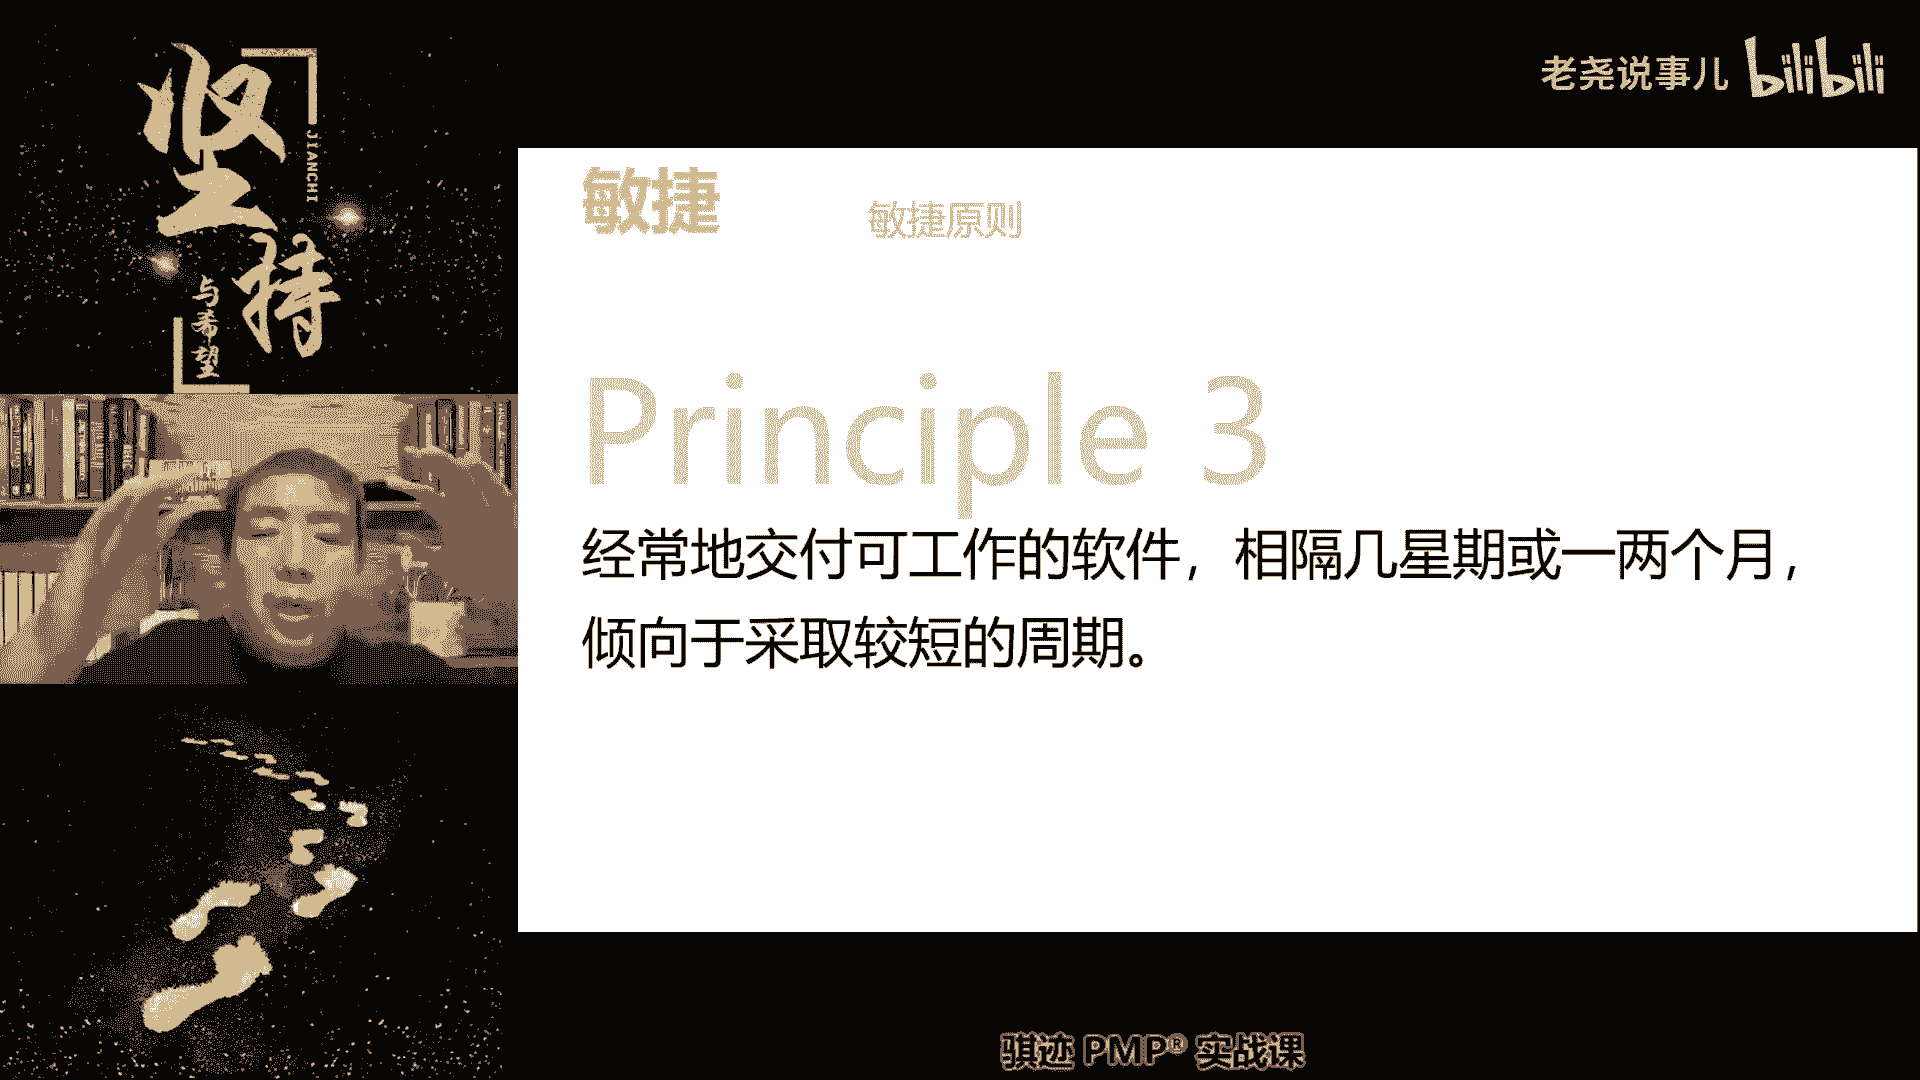 坚持
JIANCHI
与希望
老尧说事儿 bilibili
敏捷
敏捷原则
Principle 3
经常地交付可工作的软件，相隔几星期或一两个月，
倾向于采取较短的周期。
骐迹 PMP® 实战课